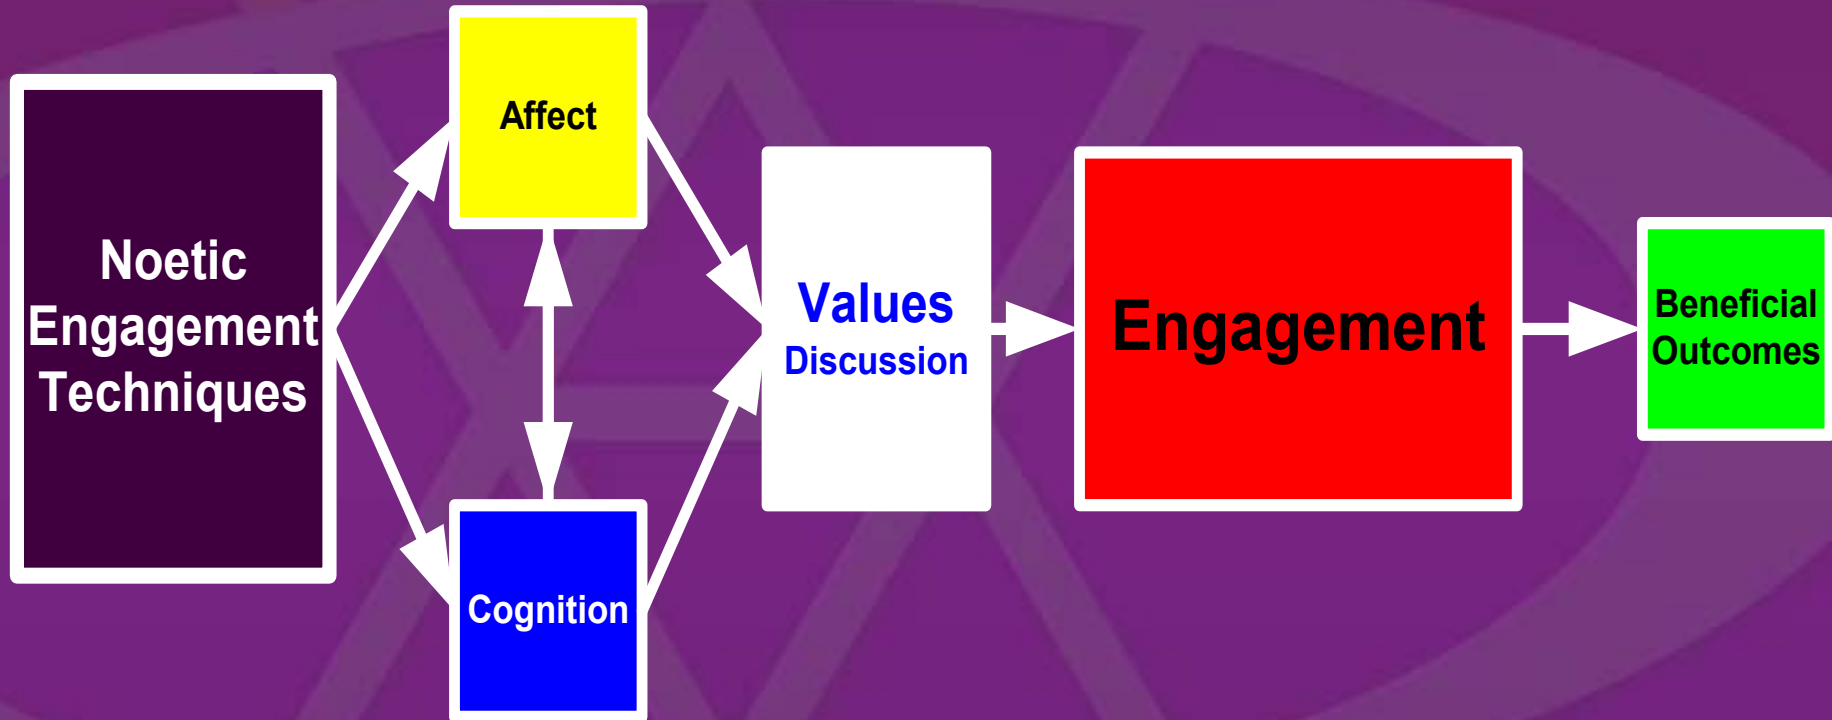 Noetic
Engagement
Techniques
Affect
Cognition
Values
Discussion
Engagement
Beneficial
Outcomes